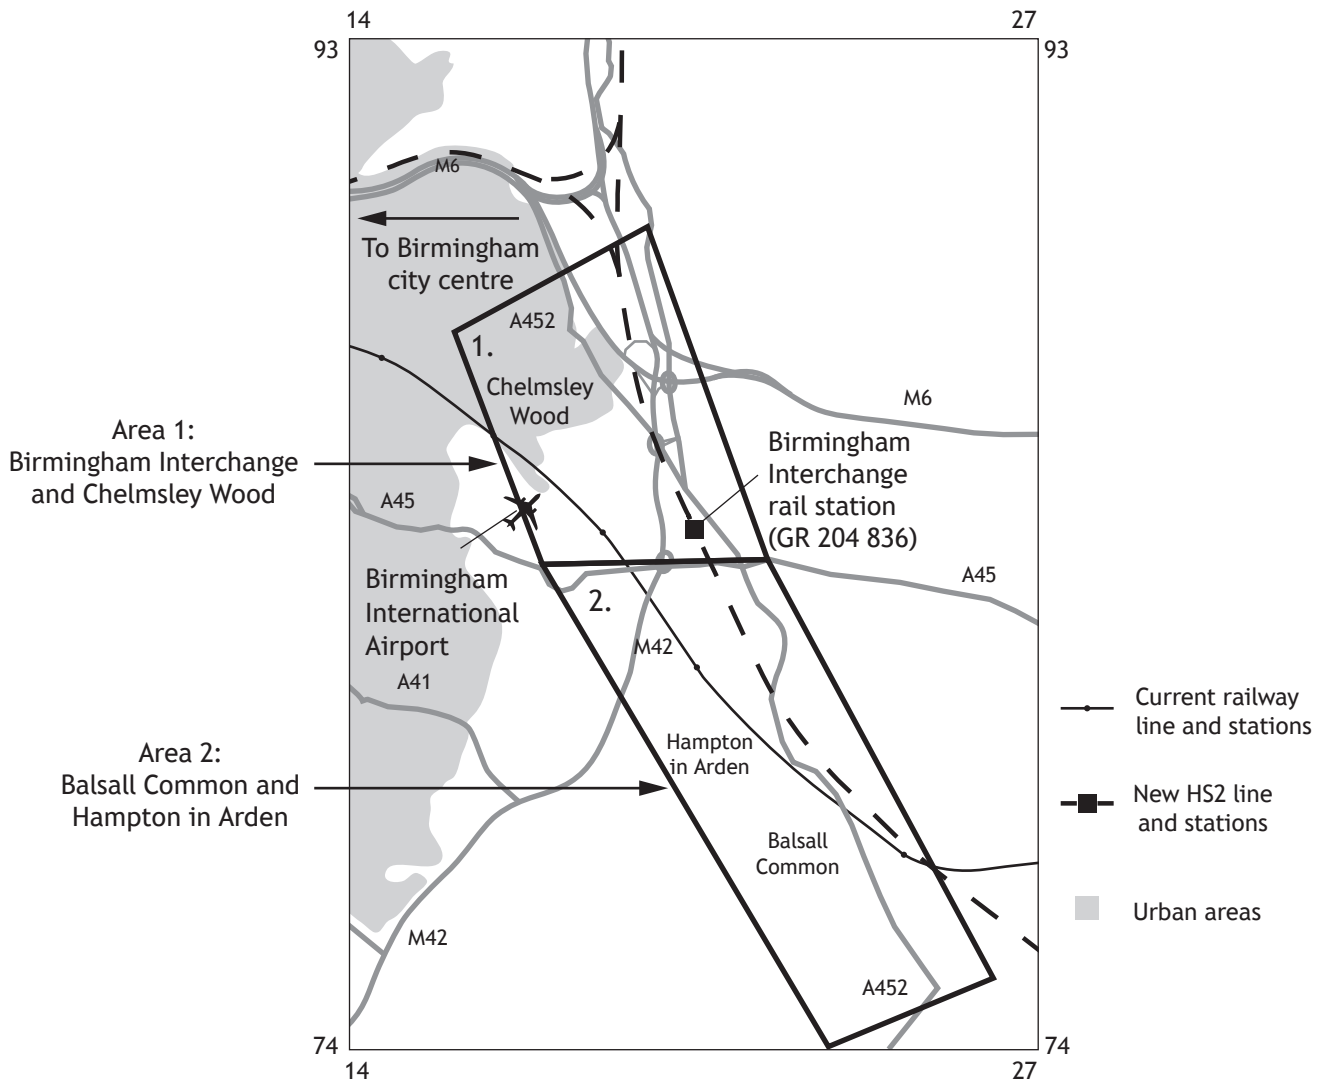 14
27
93
93
M6
To Birmingham
city centre
A452
1.
Chelmsley
Wood
M6
Area 1:
Birmingham Interchange
and Chelmsley Wood
Birmingham
Interchange
rail station
(GR 204 836)
A45
A45
Birmingham
International
Airport
2.
M42
A41
Current railway
line and stations
Hampton
in Arden
Area 2:
Balsall Common and
Hampton in Arden
New HS2 line
and stations
Balsall
Common
Urban areas
M42
A452
74
74
14
27